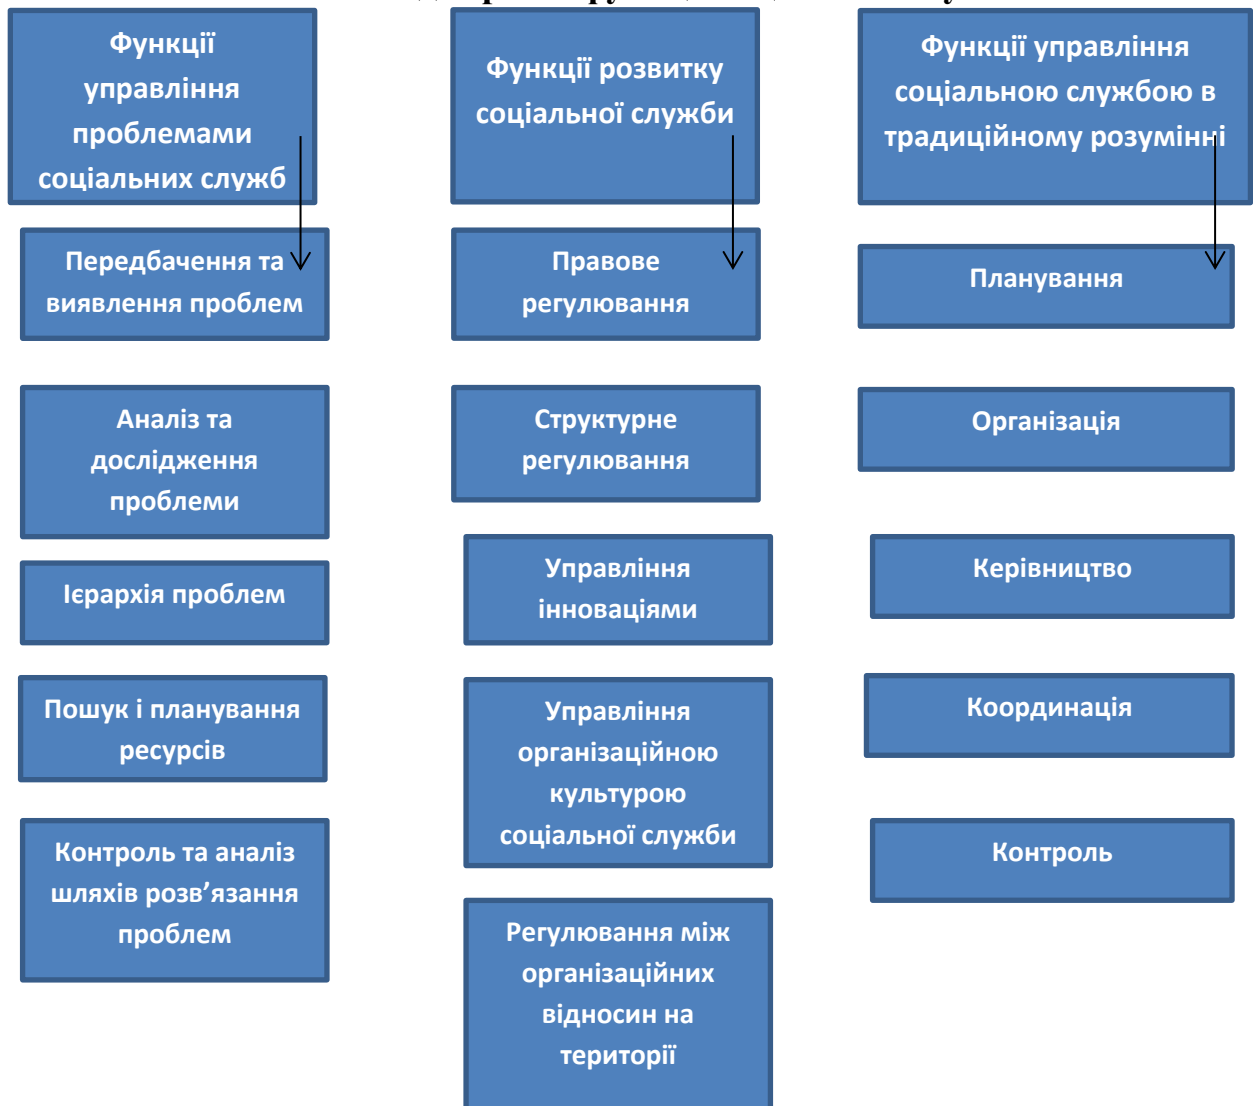 Функції
управління
проблемами
соціальних служб
Передбачення та
виявлення проблем
Аналіз та
дослідження
проблеми
Ієрархія проблем
Пошук і планування
ресурсів
Контроль та аналіз
шляхів розв’язання
проблем
Функції розвитку
соціальної служби
Правове
регулювання
Структурне
регулювання
Управління
інноваціями
Управління
організаційною
культурою
соціальної служби
Регулювання між
організаційних
відносин на
території
Функції управління
соціальною службою в
традиційному розумінні
Планування
Організація
Керівництво
Координація
Контроль